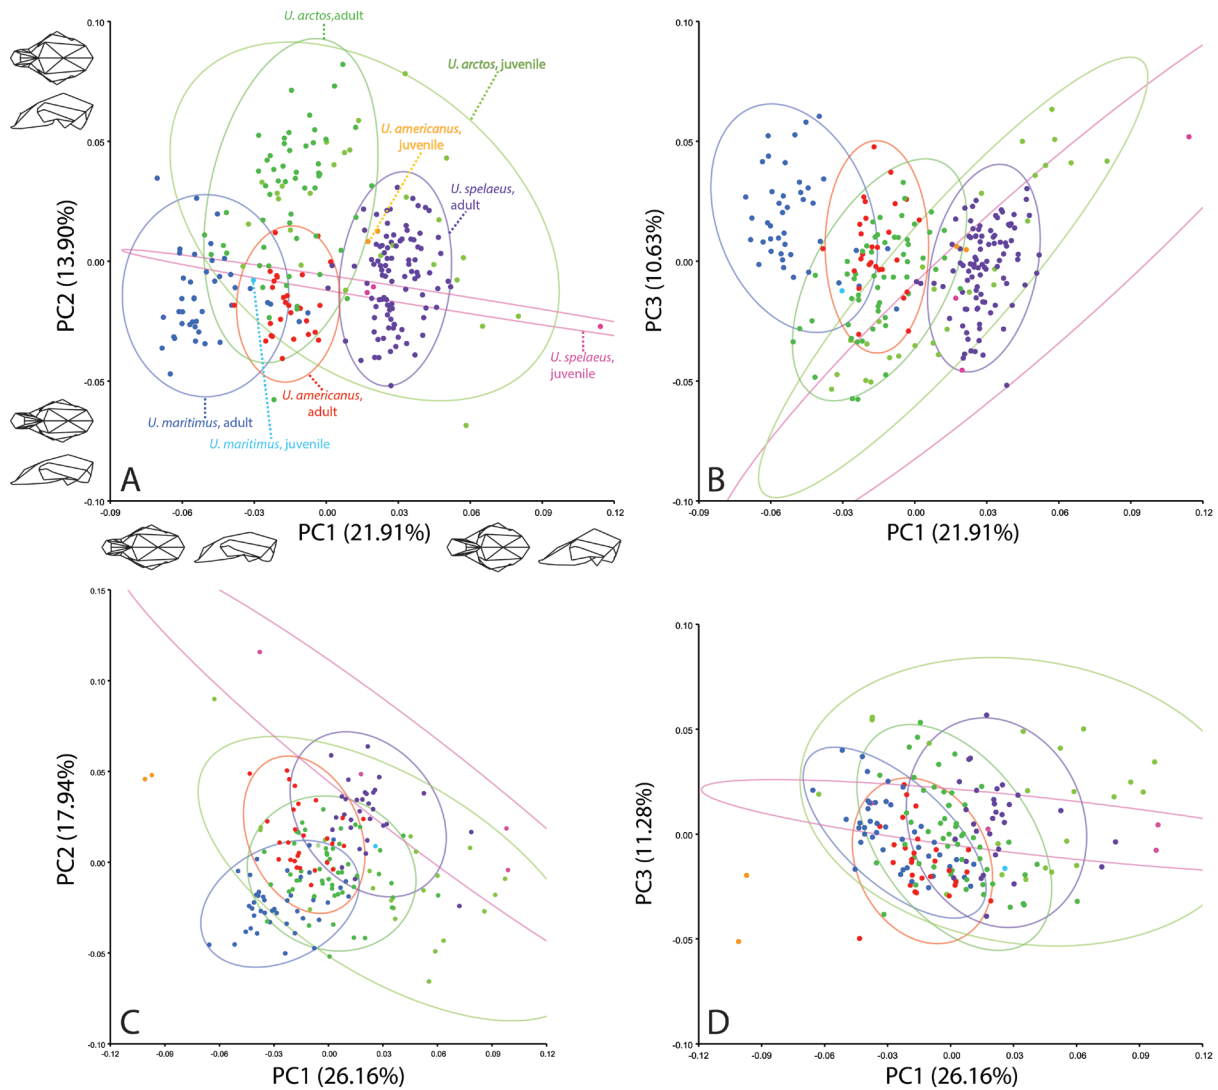 U. arctos,adult
U. arctos, juvenile
U. americanus,
juvenile
U. spelaeus,
adult
U. spelaeus,
juvenile
U. americanus,
adult
U. maritimus, adult
U. maritimus, juvenile
0.10
0.05
0.00
-0.05
-0.10
PC2 (13.90%)
A
-0.09
-0.06
-0.03
0.00
0.03
0.06
0.09
0.12
PC1 (21.91%)
0.10
0.05
0.00
-0.05
-0.10
PC3 (10.63%)
B
-0.09
-0.06
-0.03
0.00
0.03
0.06
0.09
0.12
PC1 (21.91%)
0.15
0.10
0.05
0.00
-0.05
-0.10
PC2 (17.94%)
C
-0.12
-0.09
-0.06
-0.03
0.00
0.03
0.06
0.09
0.12
PC1 (26.16%)
0.10
0.05
0.00
-0.05
-0.10
PC3 (11.28%)
D
-0.12
-0.09
-0.06
-0.03
0.00
0.03
0.06
0.09
0.12
PC1 (26.16%)